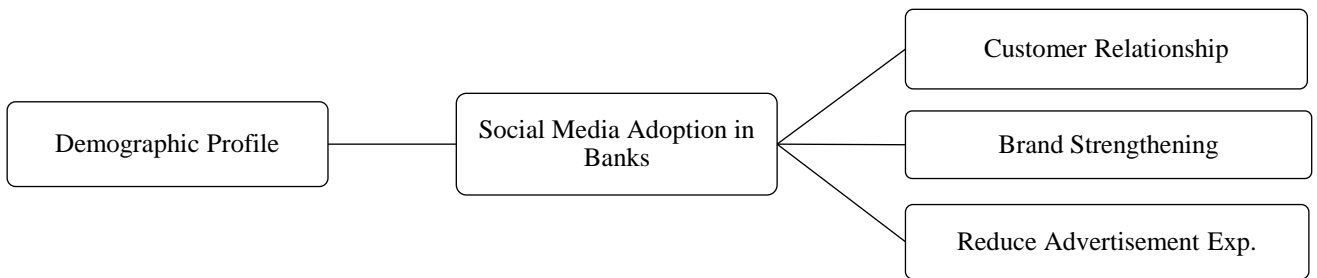 Demographic Profile
Social Media Adoption in
Banks
Customer Relationship
Brand Strengthening
Reduce Advertisement Exp.